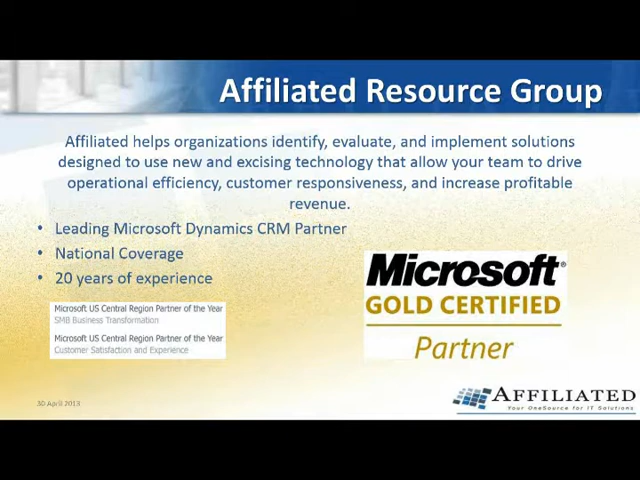 Affiliated Resource Group
Affiliated helps organizations identify, evaluate, and implement solutions
designed to use new and excising technology that allow your team to drive
operational efficiency, customer responsiveness, and increase profitable
revenue.
• Leading Microsoft Dynamics CRM Partner
• National Coverage
• 20 years of experience
Microsoft US Central Region Partner of the Year
SMB Business Transformation
Microsoft US Central Region Partner of the Year
Customer Satisfaction and Experience
Microsoft®
GOLD CERTIFIED
Partner
30 April 2013
AFFILIATED
Your OneSource for IT Solutions